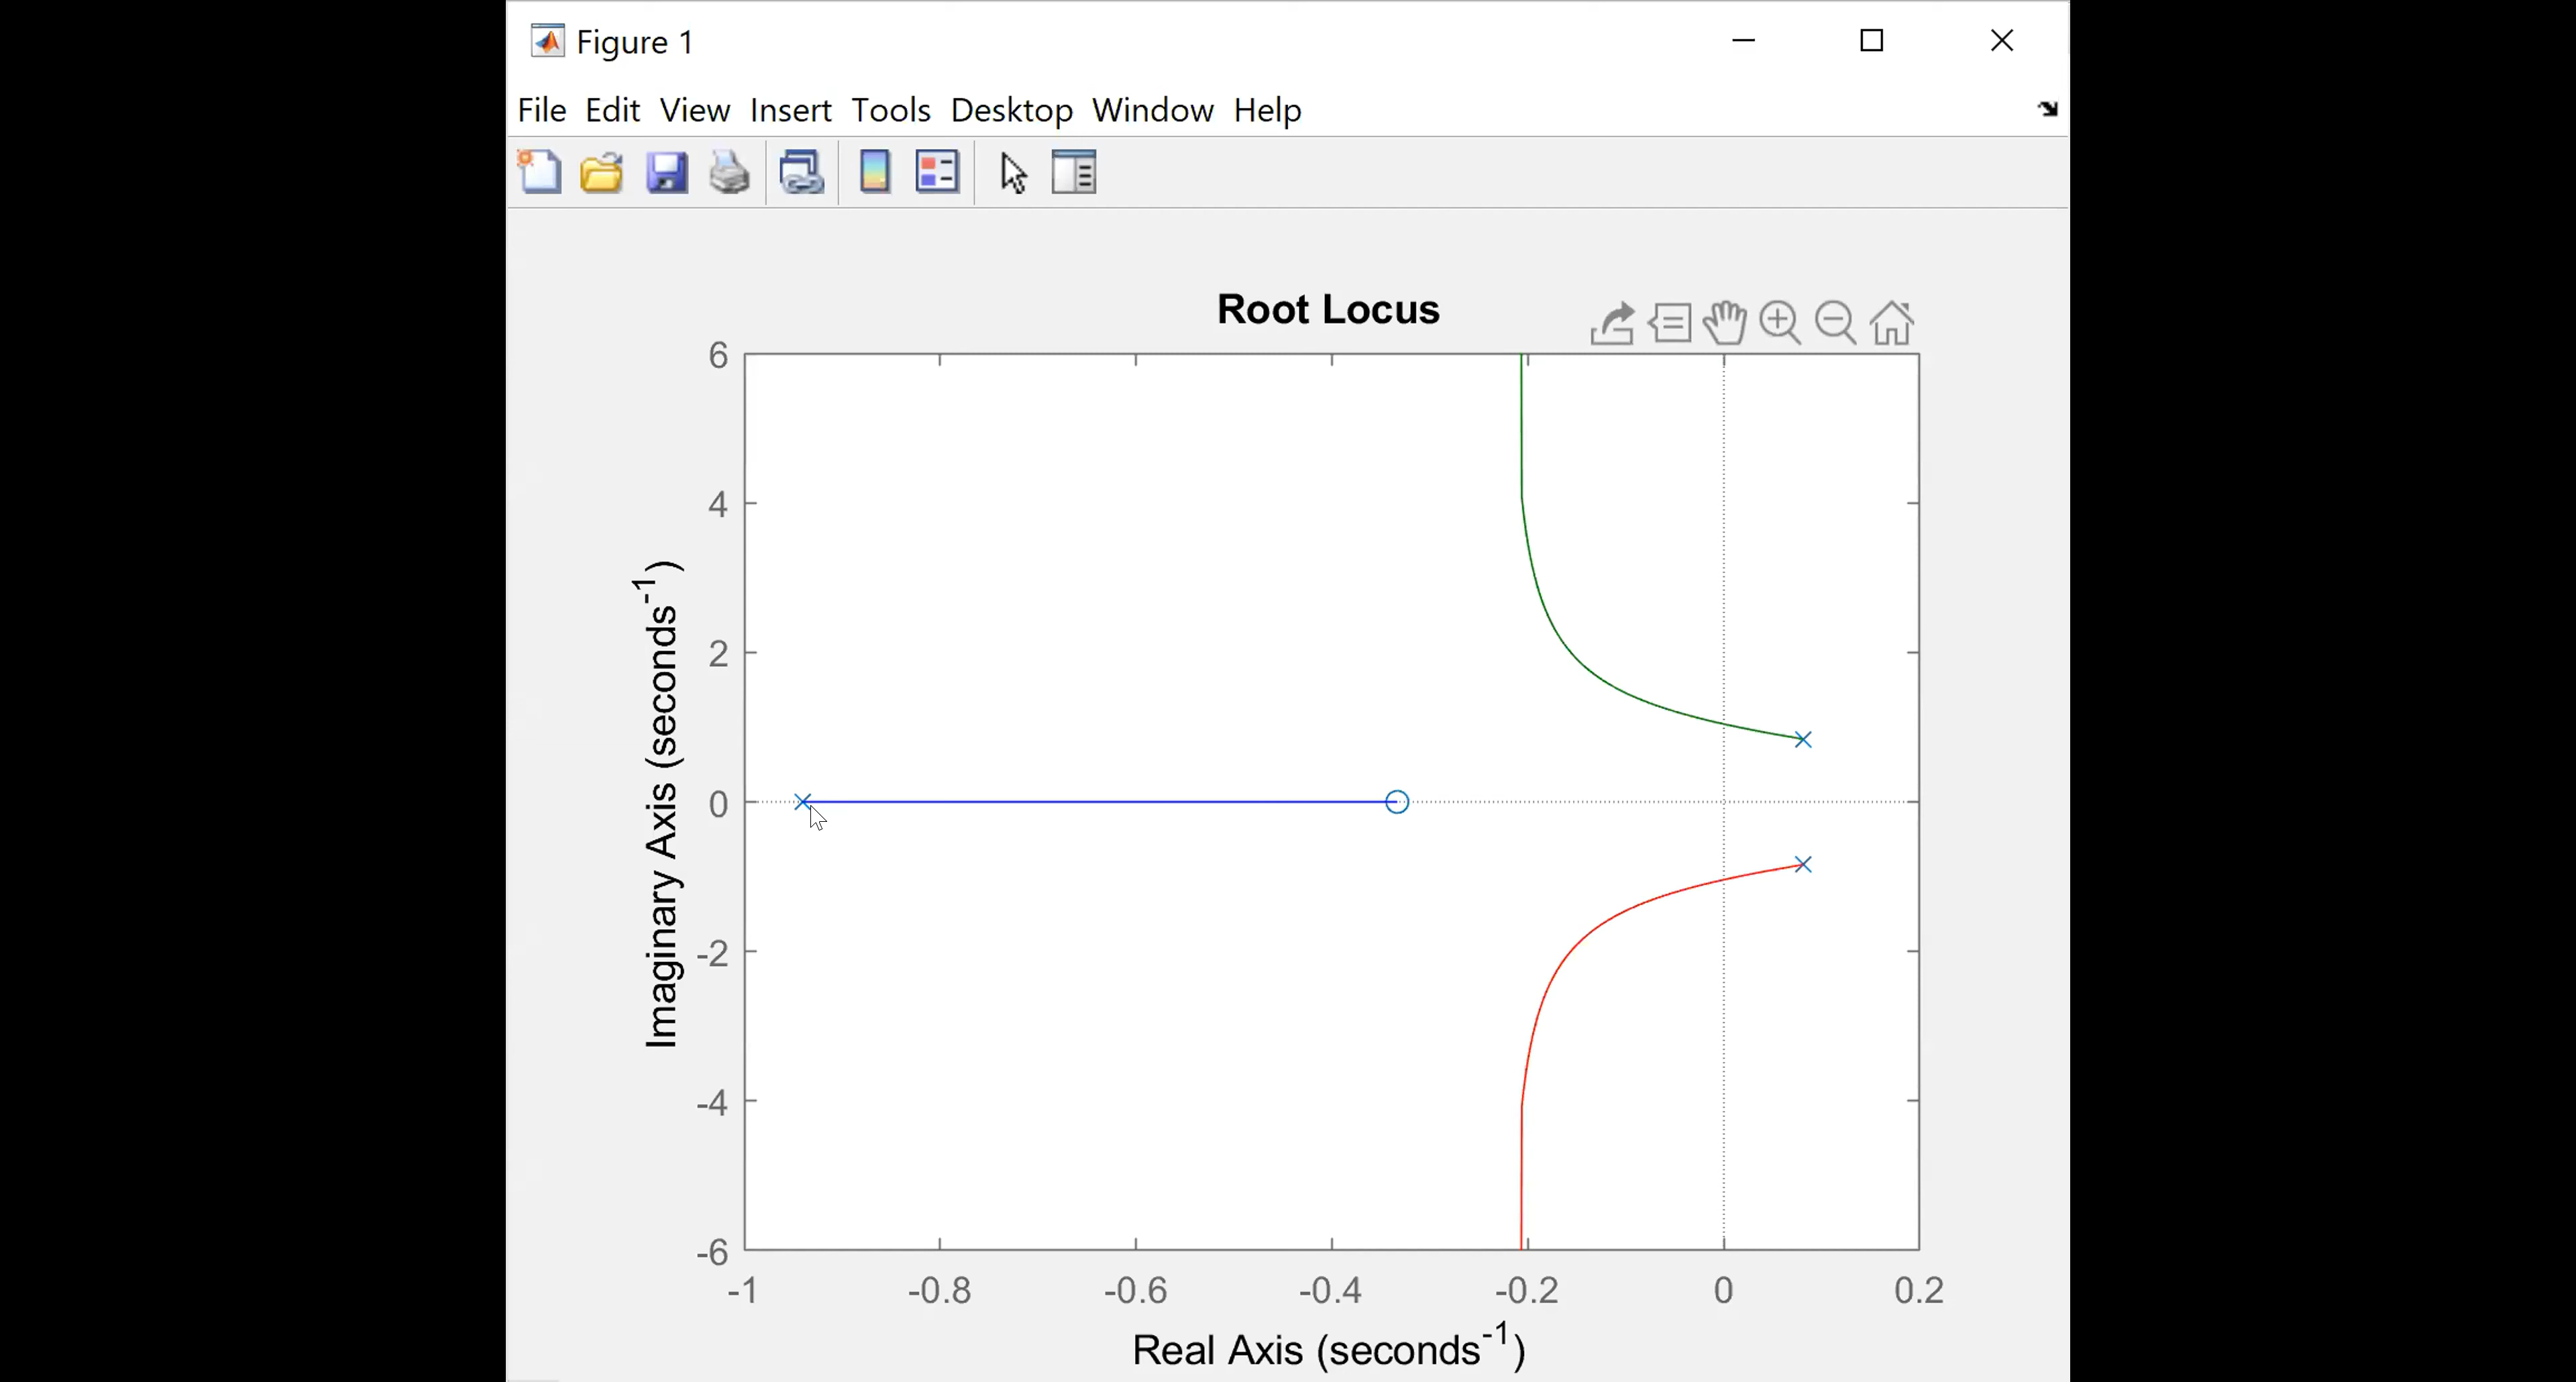 Figure 1
File Edit View Insert Tools Desktop Window Help
Root Locus
6
4
2
0
-2
-4
-6
Imaginary Axis (seconds⁻¹)
-1 -0.8 -0.6 -0.4 -0.2 0 0.2
Real Axis (seconds⁻¹)